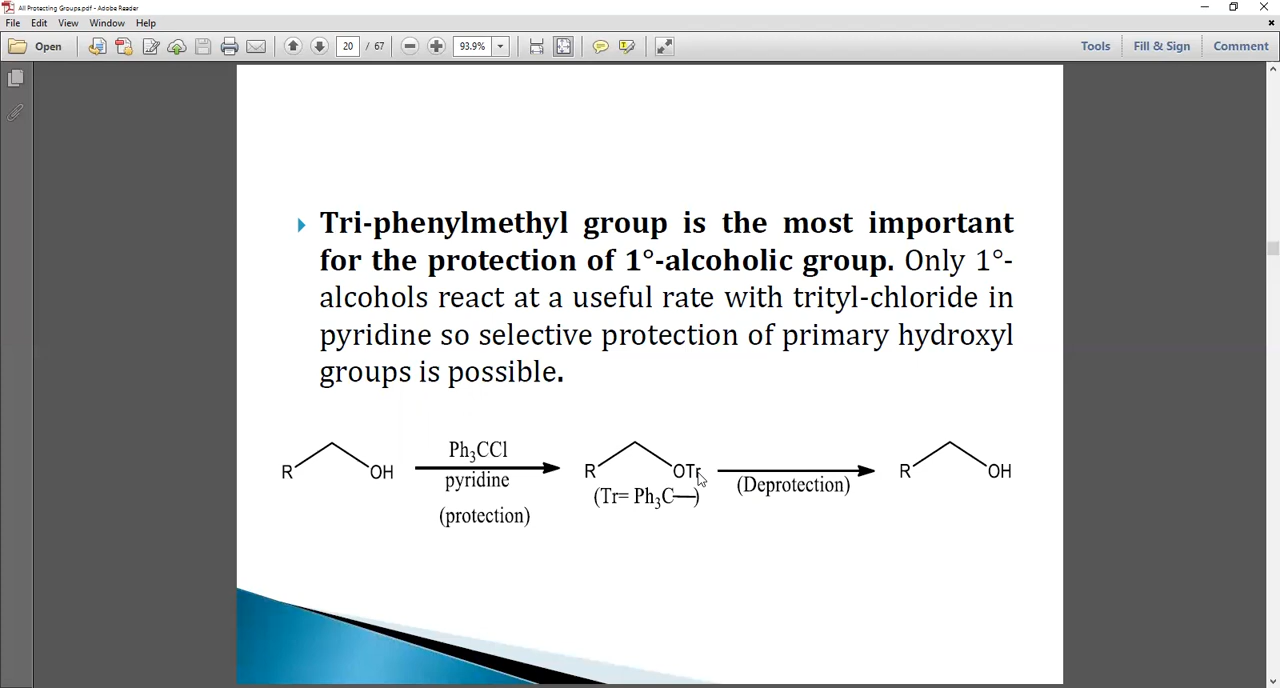 All Protecting Groups.pdf - Adobe Reader
File Edit View Window Help
Open 20 / 67 93.9% Tools Fill & Sign Comment
Tri-phenylmethyl group is the most important
for the protection of 1°-alcoholic group. Only 1°-
alcohols react at a useful rate with trityl-chloride in
pyridine so selective protection of primary hydroxyl
groups is possible.
R OH Ph₃CCl R OTr R OH
pyridine (Tr= Ph₃C—) (Deprotection)
(protection)